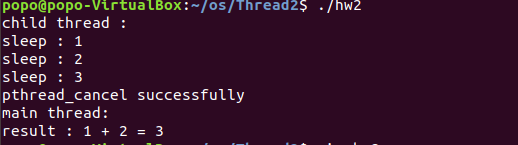 popo@popo-VirtualBox:~/os/Thread2$ ./hw2
child thread :
sleep : 1
sleep : 2
sleep : 3
pthread_cancel successfully
main thread:
result : 1 + 2 = 3